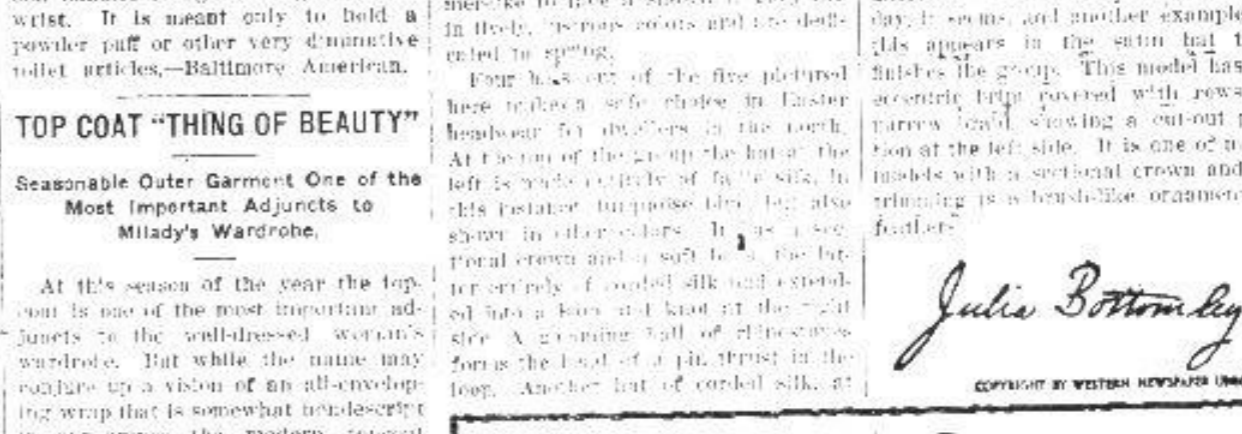 wrist. It is meant only to hold a
powder puff or other very diminutive
toilet articles.—Baltimore American.
TOP COAT “THING OF BEAUTY”
Seasonable Outer Garment One of the
Most Important Adjuncts to
Milady's Wardrobe.
At this season of the year the top-
coat is one of the most important ad-
juncts to the well-dressed woman's
wardrobe. But while the name may
conjure up a vision of an all-envelop-
ing wrap that is somewhat nondescript
the modern
in lively, lustrous colors and are dedi-
cated to spring.
Four hats out of the five pictured
here make a safe choice in Easter
headwear for dwellers in the north.
At the top of the group the hat at the
left is made entirely of faille silk, in
this instance turquoise blue, but also
shown in other colors. It has a sec-
tional crown and a soft the lat-
ter entirely of corded silk and extend-
ed into a and knot at the right
side. A gleaming ball of rhinestones
forms the head of a pin thrust in the
loop. Another hat of corded silk, at
day, it seems, and another example
this appears in the satin hat
finishes the group. This model has
eccentric brim covered with rows
narrow braid, showing a cut-out
tion at the left side. It is one of
models with a sectional crown and
trimming is a brush-like ornament
feather
Julia Bottomley
COPYRIGHT BY WESTERN NEWSPAPER